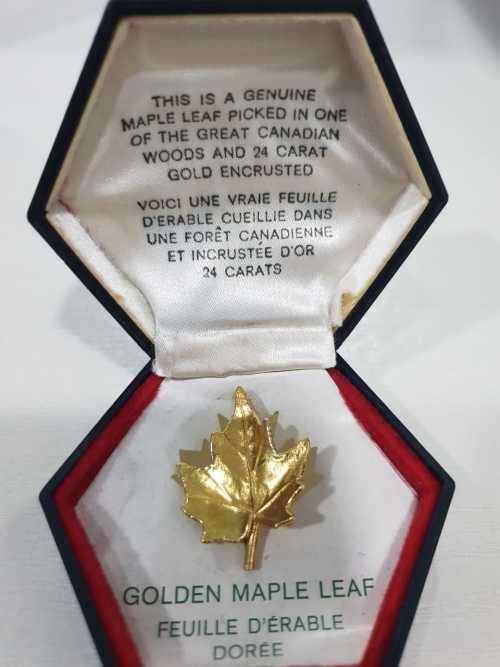 THIS IS A GENUINE
MAPLE LEAF PICKED IN ONE
OF THE GREAT CANADIAN
WOODS AND 24 CARAT
GOLD ENCRUSTED
VOICI UNE VRAIE FEUILLE
D'ERABLE CUEILLIE DANS
UNE FORÊT CANADIENNE
ET INCRUSTÉE D'OR
24 CARATS
GOLDEN MAPLE LEAF
FEUILLE D'ÉRABLE
DORÉE